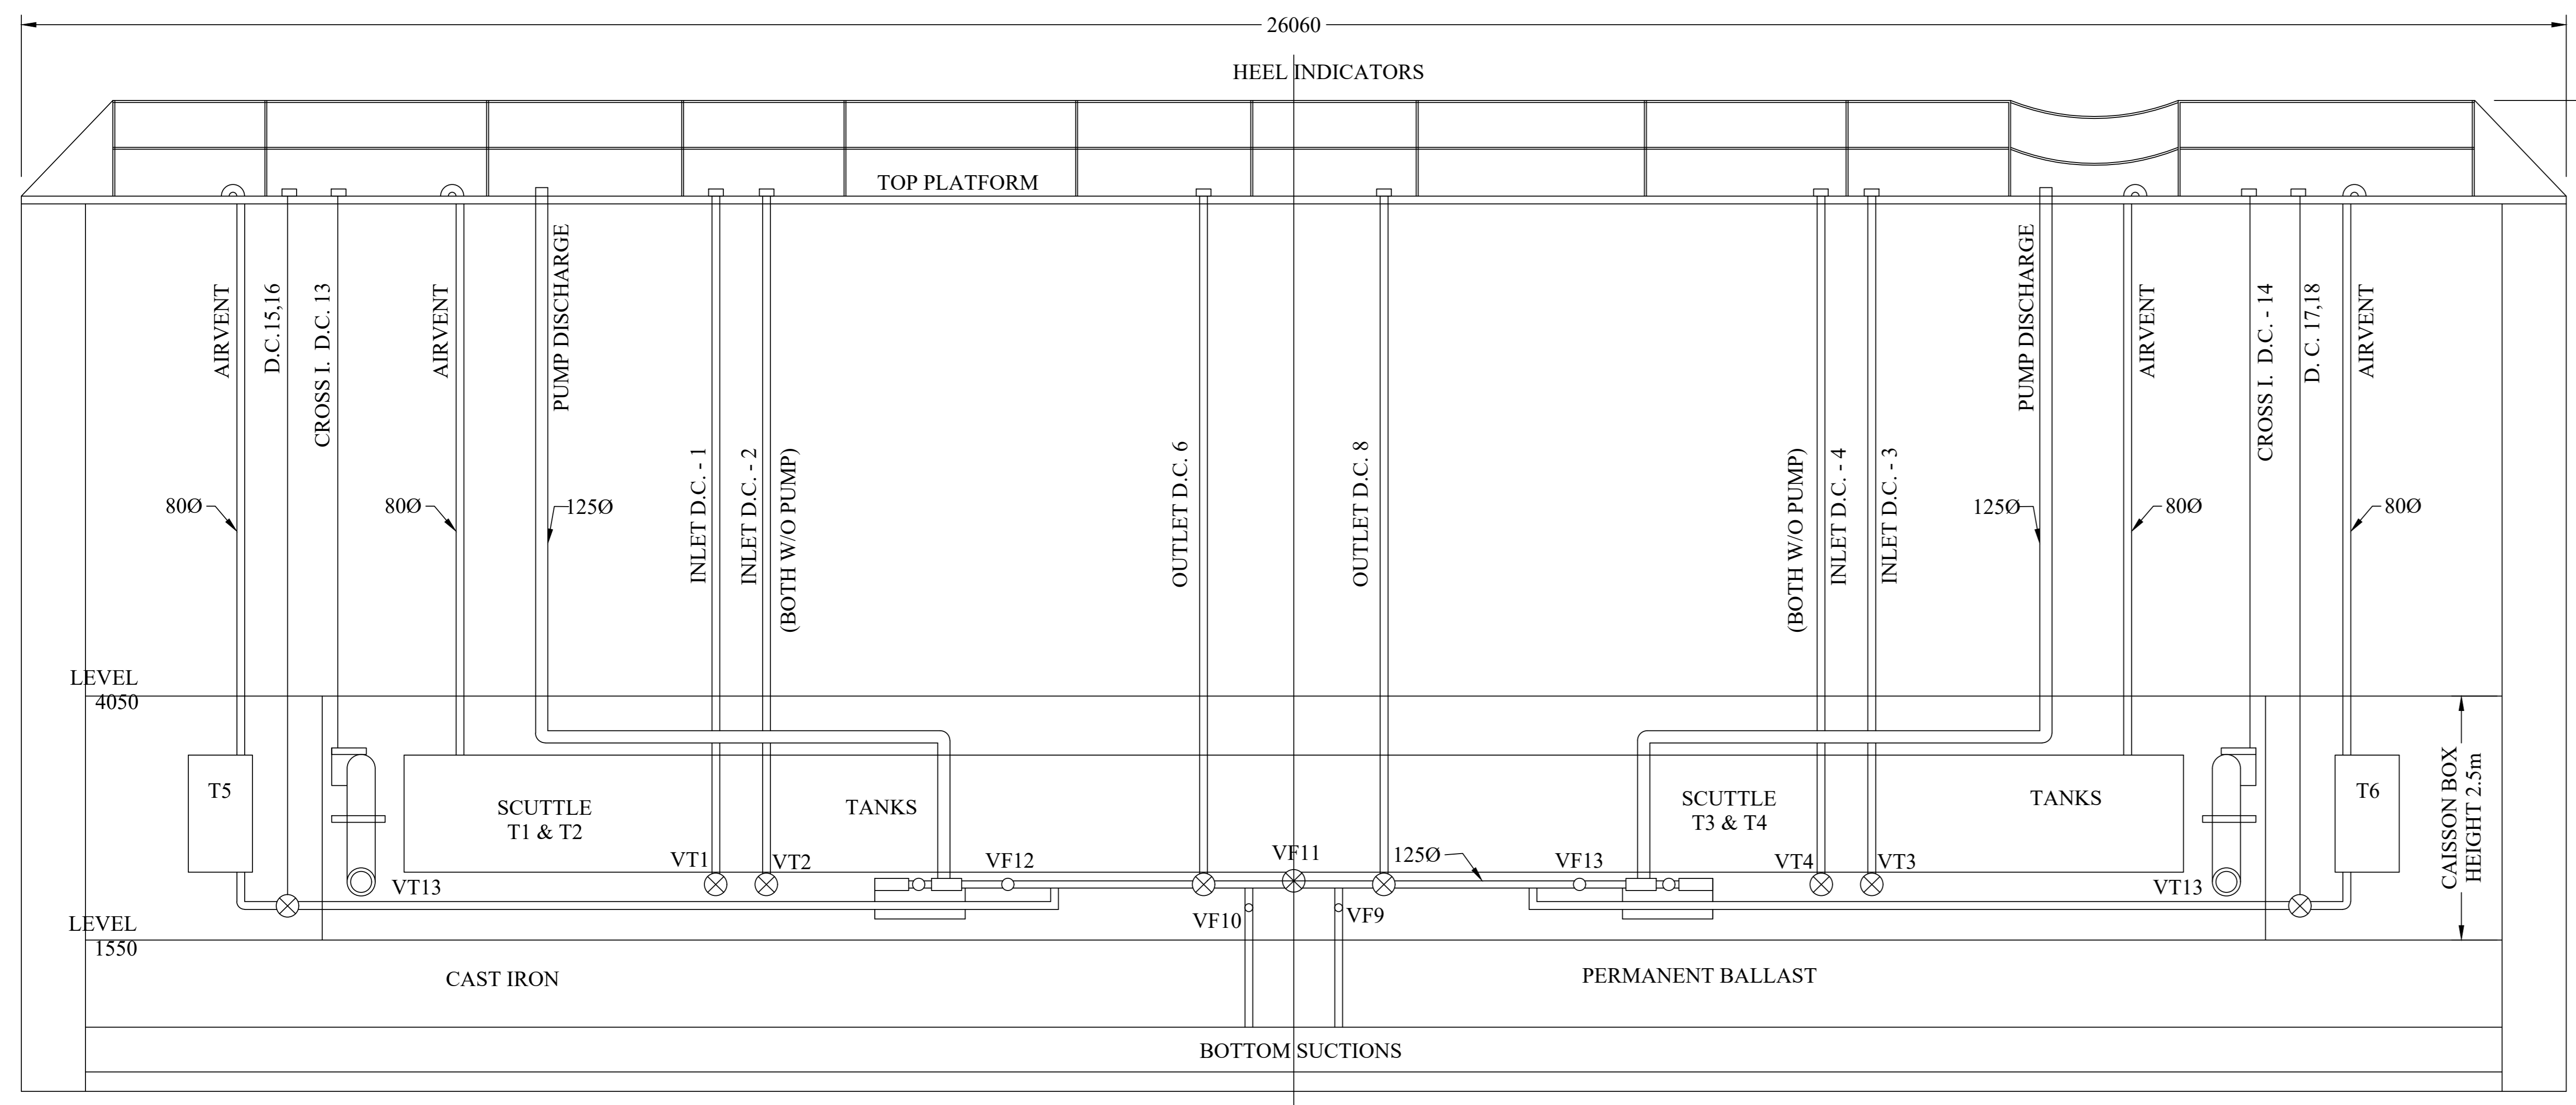 26060
HEEL INDICATORS
TOP PLATFORM
AIRVENT
D.C.15,16
CROSS I. D.C. 13
AIRVENT
PUMP DISCHARGE
INLET D.C. - 1
INLET D.C. - 2
(BOTH W/O PUMP)
OUTLET D.C. 6
OUTLET D.C. 8
(BOTH W/O PUMP)
INLET D.C. - 4
INLET D.C. - 3
PUMP DISCHARGE
AIRVENT
CROSS I. D.C. - 14
D. C. 17,18
AIRVENT
80Ø
80Ø
125Ø
125Ø
80Ø
80Ø
LEVEL
4050
T5
SCUTTLE
T1 & T2
TANKS
SCUTTLE
T3 & T4
TANKS
T6
CAISSON BOX
HEIGHT 2.5m
VT13
VT1
VT2
VF12
VF11
125Ø
VF13
VT4
VT3
VT13
VF10
VF9
LEVEL
1550
CAST IRON
PERMANENT BALLAST
BOTTOM SUCTIONS